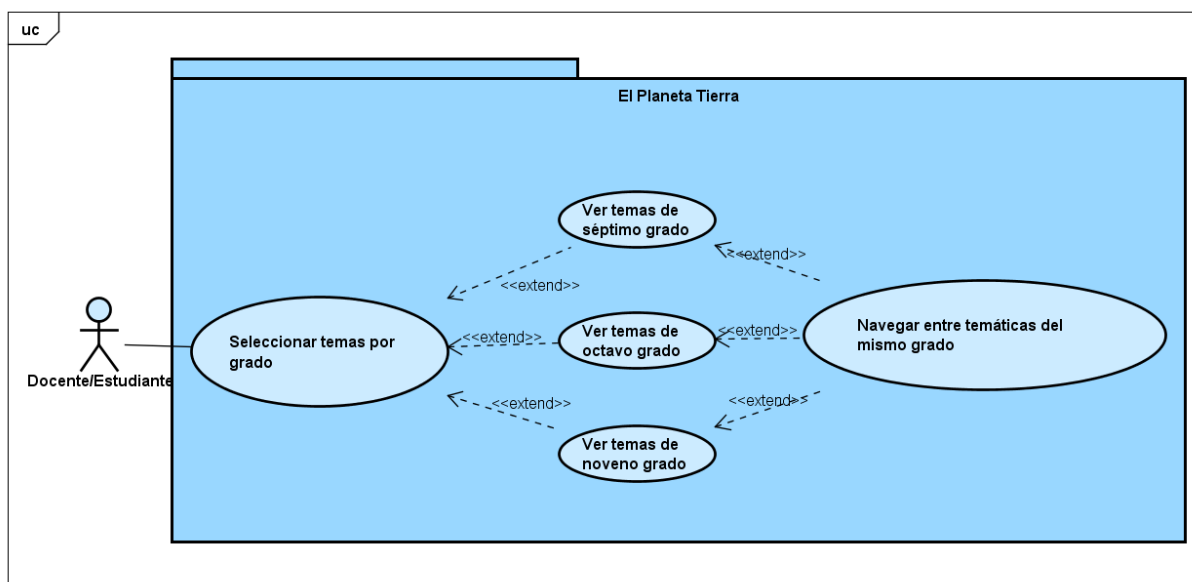 uc
El Planeta Tierra
Ver temas de
séptimo grado
<<extend>>
<<extend>>
Seleccionar temas por
grado
<<extend>>
Ver temas de
octavo grado
<<extend>>
Navegar entre temáticas del
mismo grado
Docente/Estudiante
<<extend>>
<<extend>>
Ver temas de
noveno grado